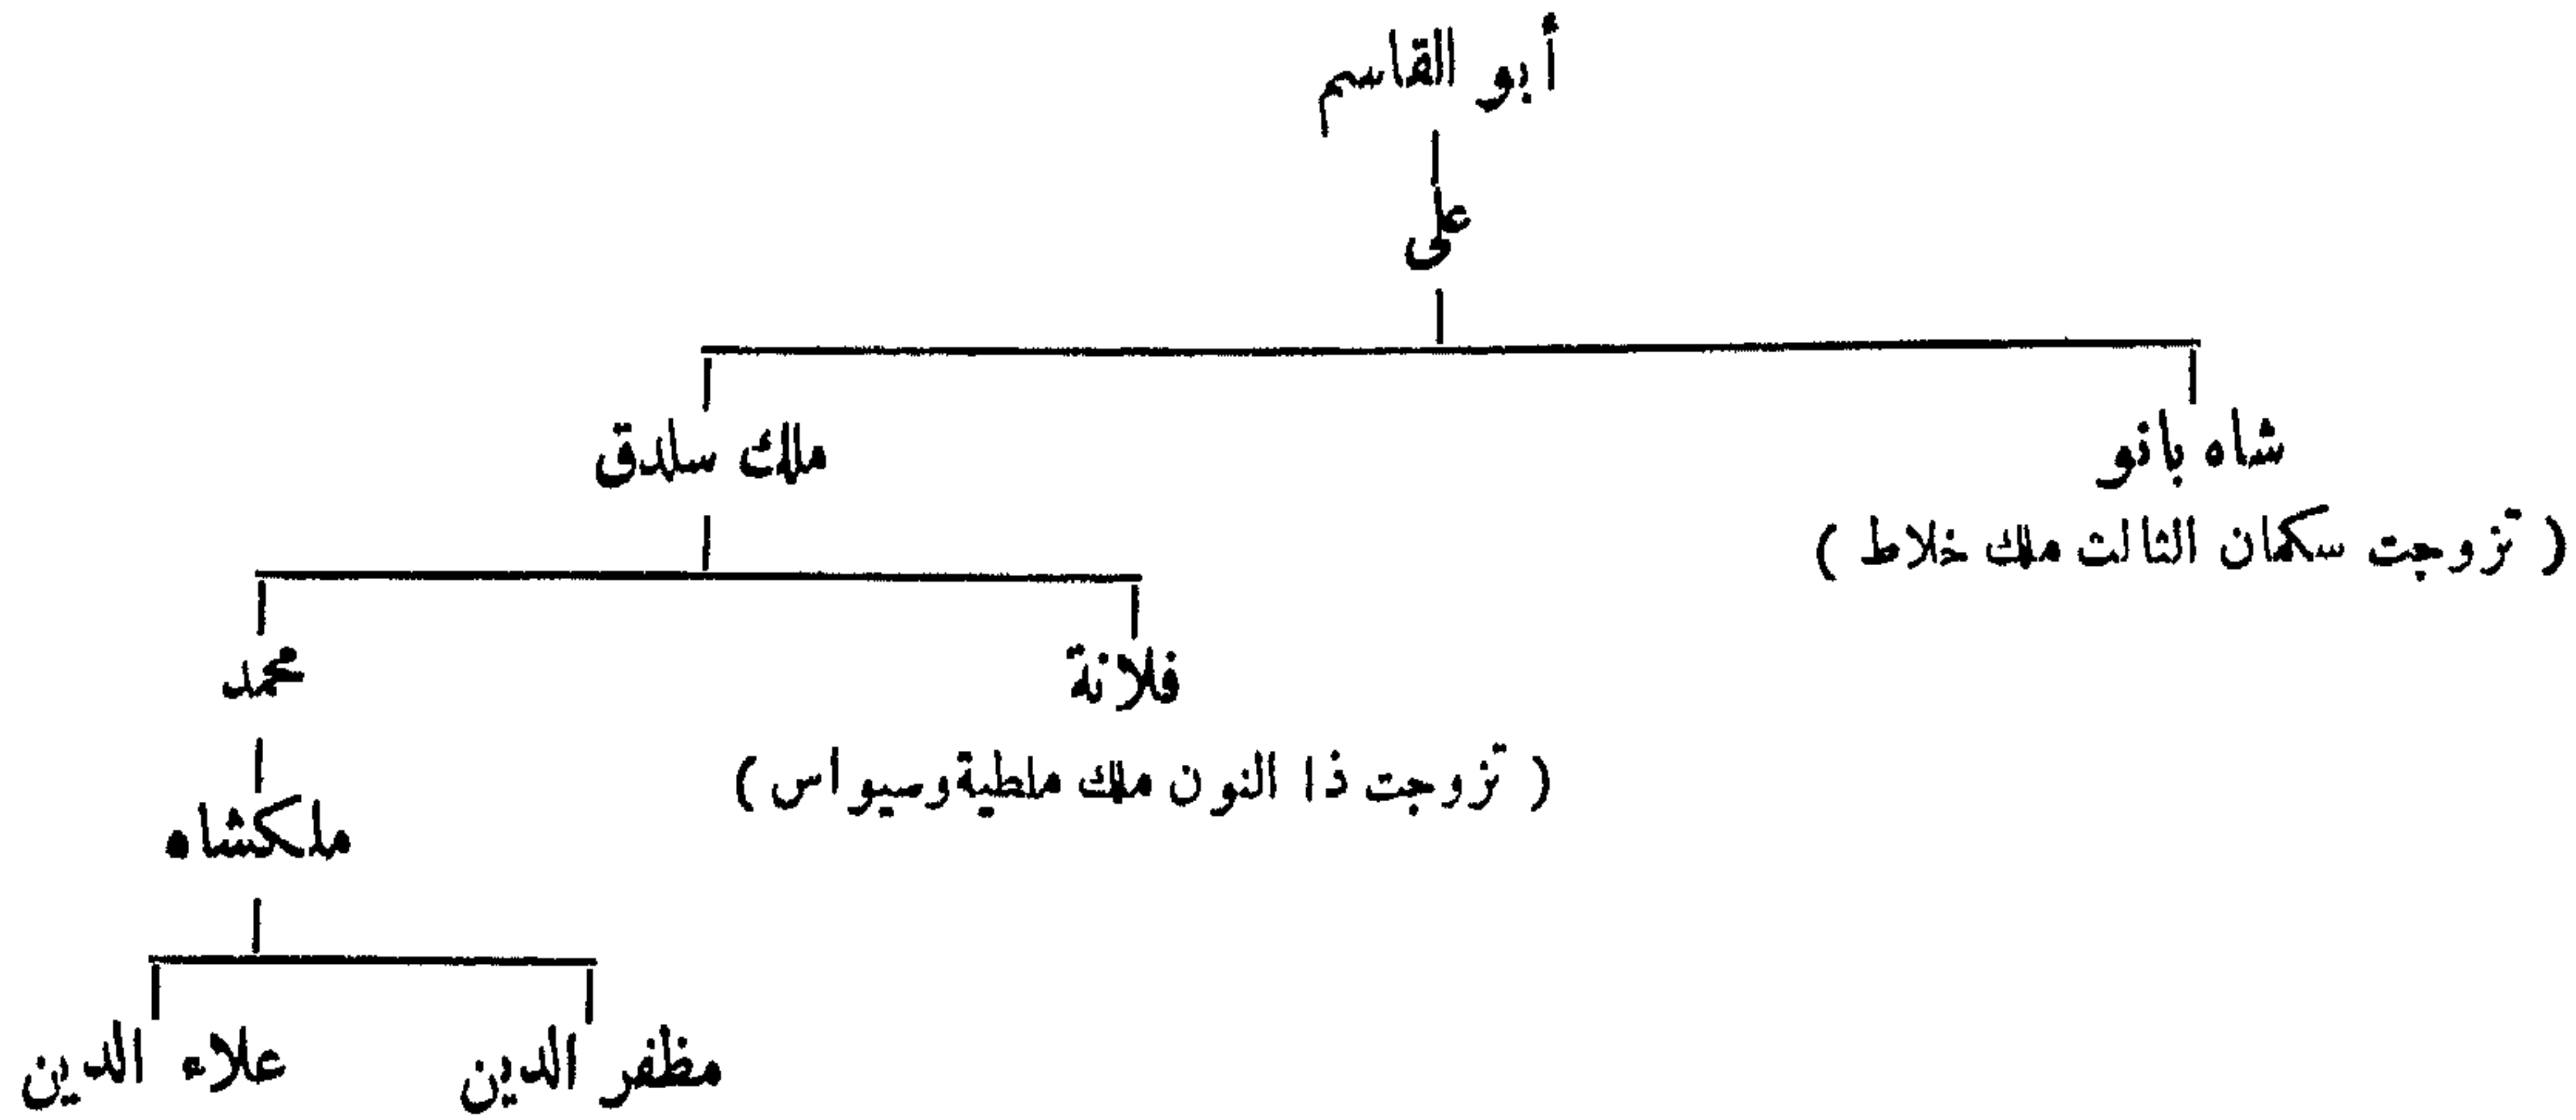 أبو القاسم
على
شاه بانو
ملك سلدق
( تزوجت سكمان الثالث ملك خلاط )
فلانة
محمد
( تزوجت ذا النون ملك ملطية وسيواس )
ملكشاه
مظفر الدين
علاء الدين